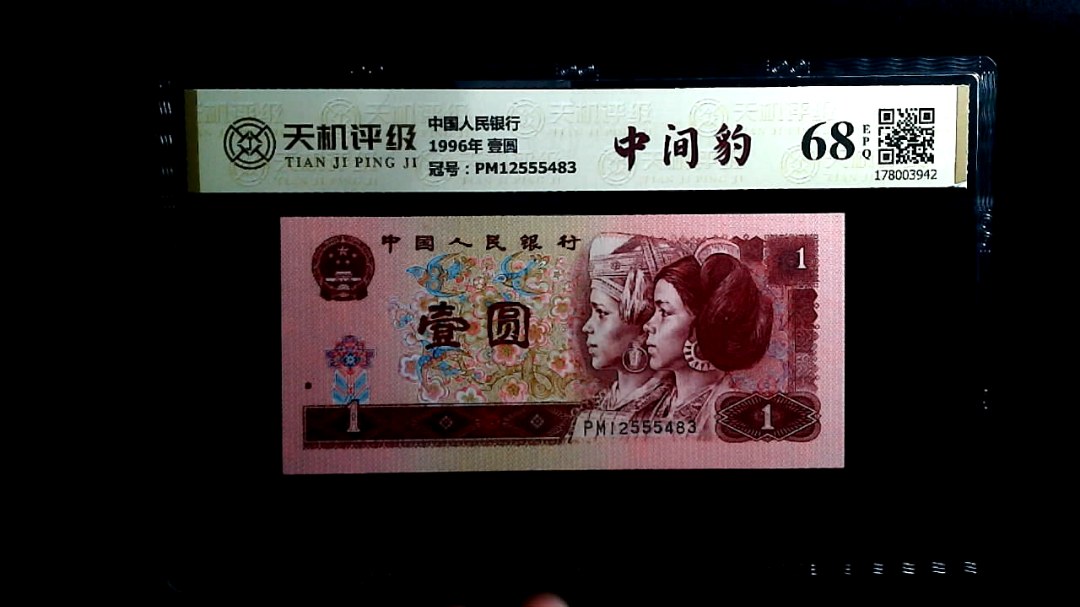 天机评级
TIAN JI PING JI
中国人民银行
1996年 壹圆
冠号：PM12555483
中间豹
68
EPQ
178003942
中国人民银行
1
壹圆
1
PM12555483
1